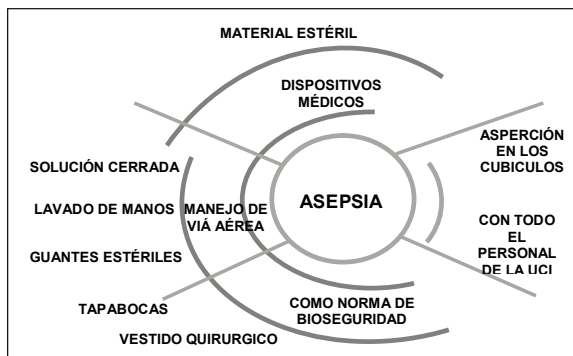 MATERIAL ESTÉRIL
DISPOSITIVOS
MÉDICOS
ASPERCIÓN
EN LOS
CUBICULOS
SOLUCIÓN CERRADA
LAVADO DE MANOS
MANEJO DE
VIÁ AÉREA
ASEPSIA
GUANTES ESTÉRILES
CON TODO
EL
PERSONAL
DE LA UCI
TAPABOCAS
COMO NORMA DE
BIOSEGURIDAD
VESTIDO QUIRURGICO